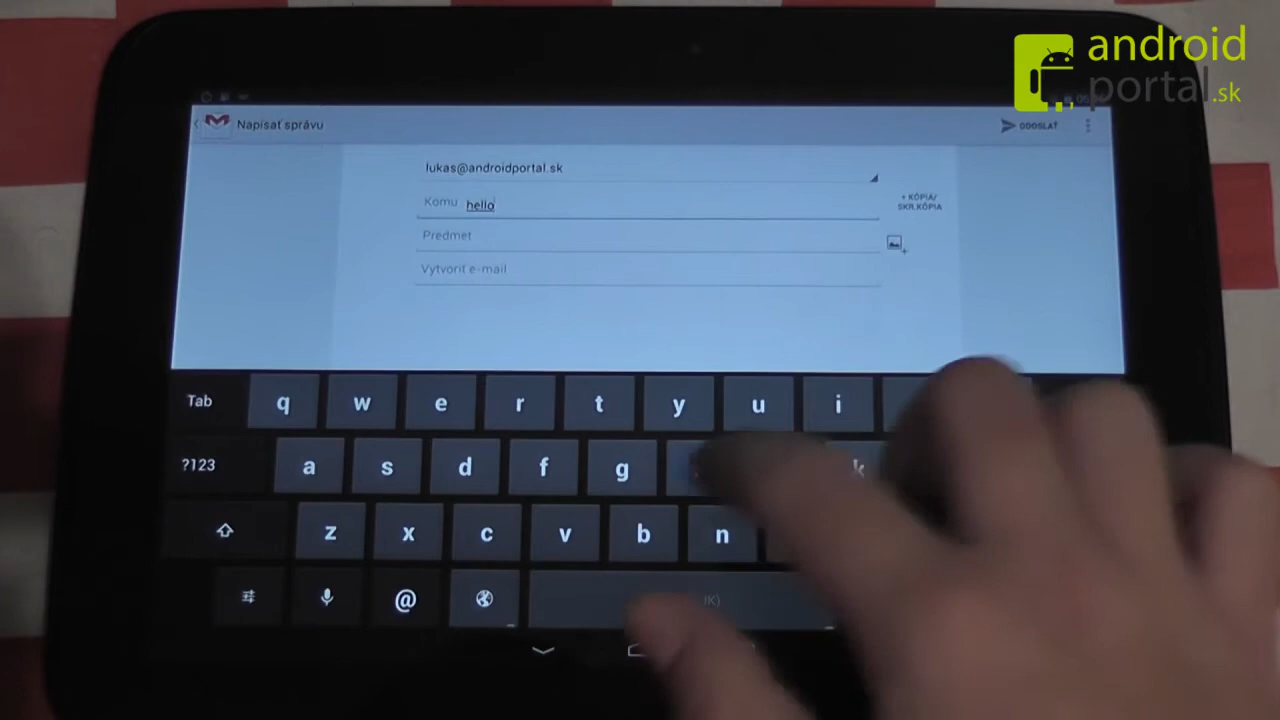 android
portal.sk
Napísať správu
ODOSLAŤ
lukas@androidportal.sk
Komu hello
+ KÓPIA/
SKR.KÓPIA
Predmet
Vytvoriť e-mail
Tab q w e r t y u i
?123 a s d f g k
z x c v b n
@